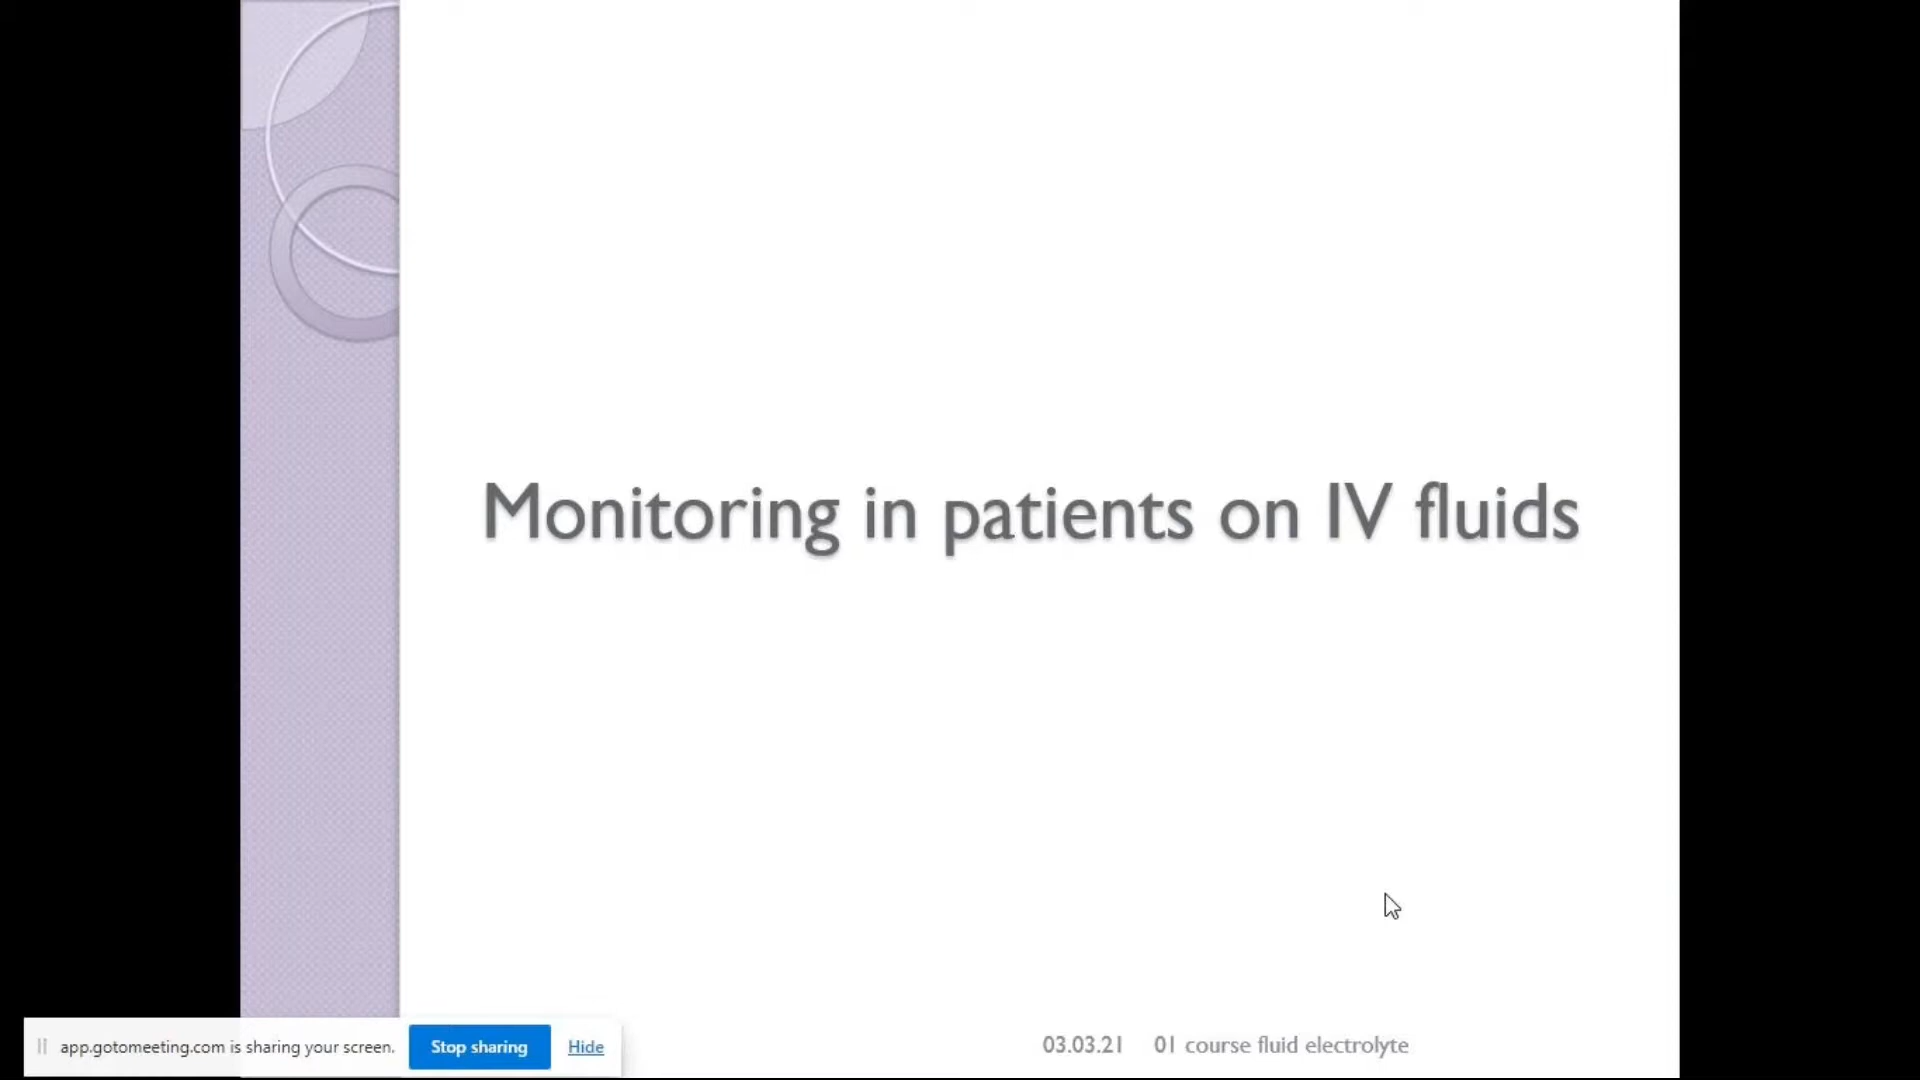 Monitoring in patients on IV fluids
app.gotomeeting.com is sharing your screen. Stop sharing Hide
03.03.21 01 course fluid electrolyte